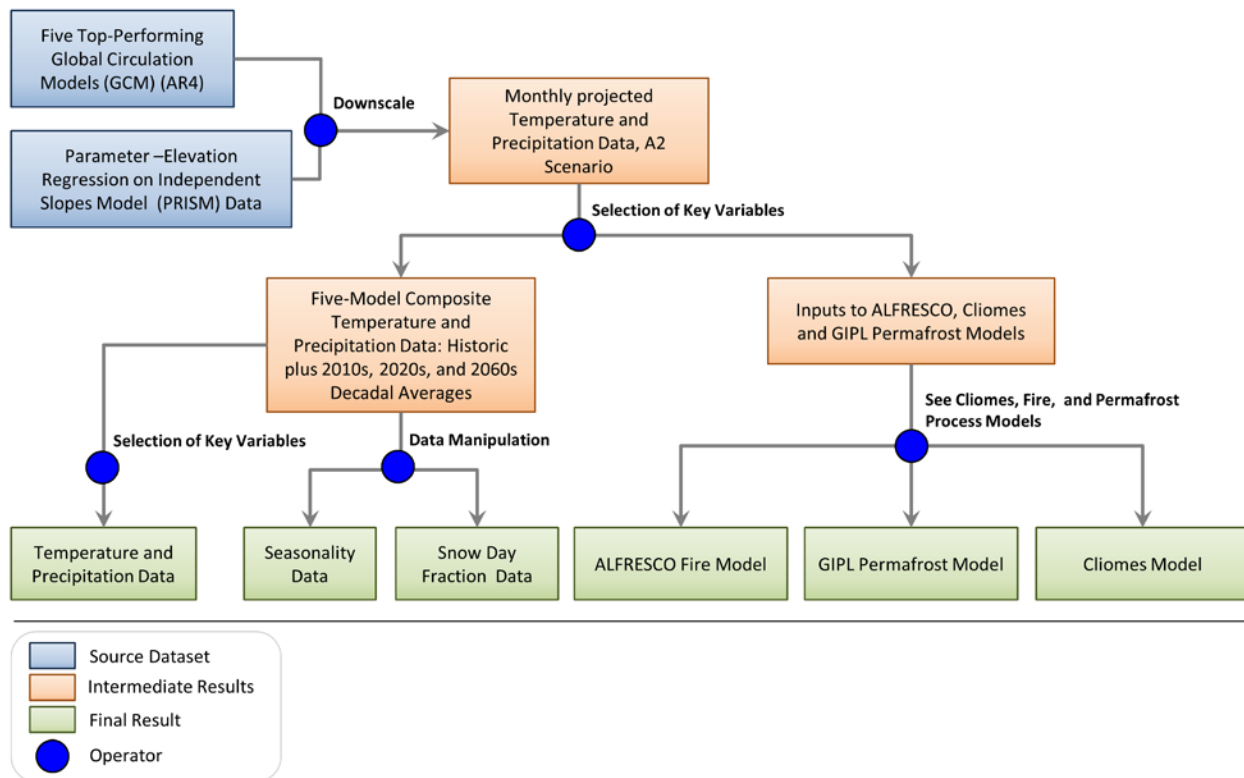 Five Top-Performing
Global Circulation
Models (GCM) (AR4)
Downscale
Parameter –Elevation
Regression on Independent
Slopes Model (PRISM) Data
Monthly projected
Temperature and
Precipitation Data, A2
Scenario
Selection of Key Variables
Five-Model Composite
Temperature and
Precipitation Data: Historic
plus 2010s, 2020s, and 2060s
Decadal Averages
Inputs to ALFRESCO, Cliomes
and GIPL Permafrost Models
Selection of Key Variables
Data Manipulation
See Cliomes, Fire, and Permafrost
Process Models
Temperature and
Precipitation Data
Seasonality
Data
Snow Day
Fraction Data
ALFRESCO Fire Model
GIPL Permafrost Model
Cliomes Model
Source Dataset
Intermediate Results
Final Result
Operator